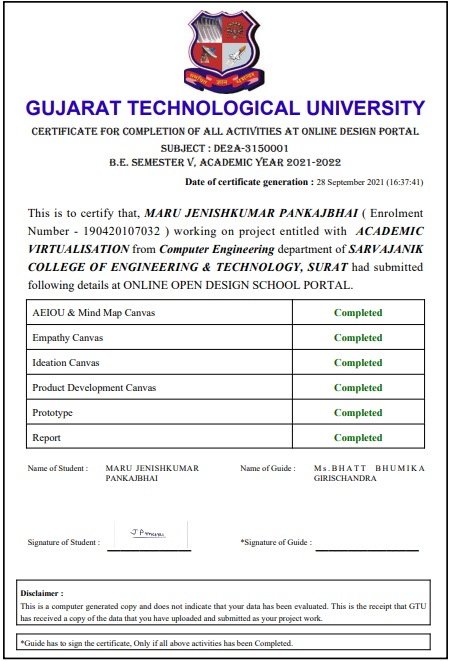 GUJARAT TECHNOLOGICAL UNIVERSITY
CERTIFICATE FOR COMPLETION OF ALL ACTIVITIES AT ONLINE DESIGN PORTAL
SUBJECT : DE2A-3150001
B.E. SEMESTER V, ACADEMIC YEAR 2021-2022
Date of certificate generation : 28 September 2021 (16:37:41)
This is to certify that, MARU JENISHKUMAR PANKAJBHAI ( Enrolment
Number - 190420107032 ) working on project entitled with ACADEMIC
VIRTUALISATION from Computer Engineering department of SARVAJANIK
COLLEGE OF ENGINEERING & TECHNOLOGY, SURAT had submitted
following details at ONLINE OPEN DESIGN SCHOOL PORTAL.
AEIOU & Mind Map Canvas Completed
Empathy Canvas Completed
Ideation Canvas Completed
Product Development Canvas Completed
Prototype Completed
Report Completed
Name of Student : MARU JENISHKUMAR Name of Guide : Ms.BHATT BHUMIKA
PANKAJBHAI GIRISCHANDRA
Signature of Student : *Signature of Guide :
Disclaimer :
This is a computer generated copy and does not indicate that your data has been evaluated. This is the receipt that GTU
has received a copy of the data that you have uploaded and submitted as your project work.
*Guide has to sign the certificate, Only if all above activities has been Completed.